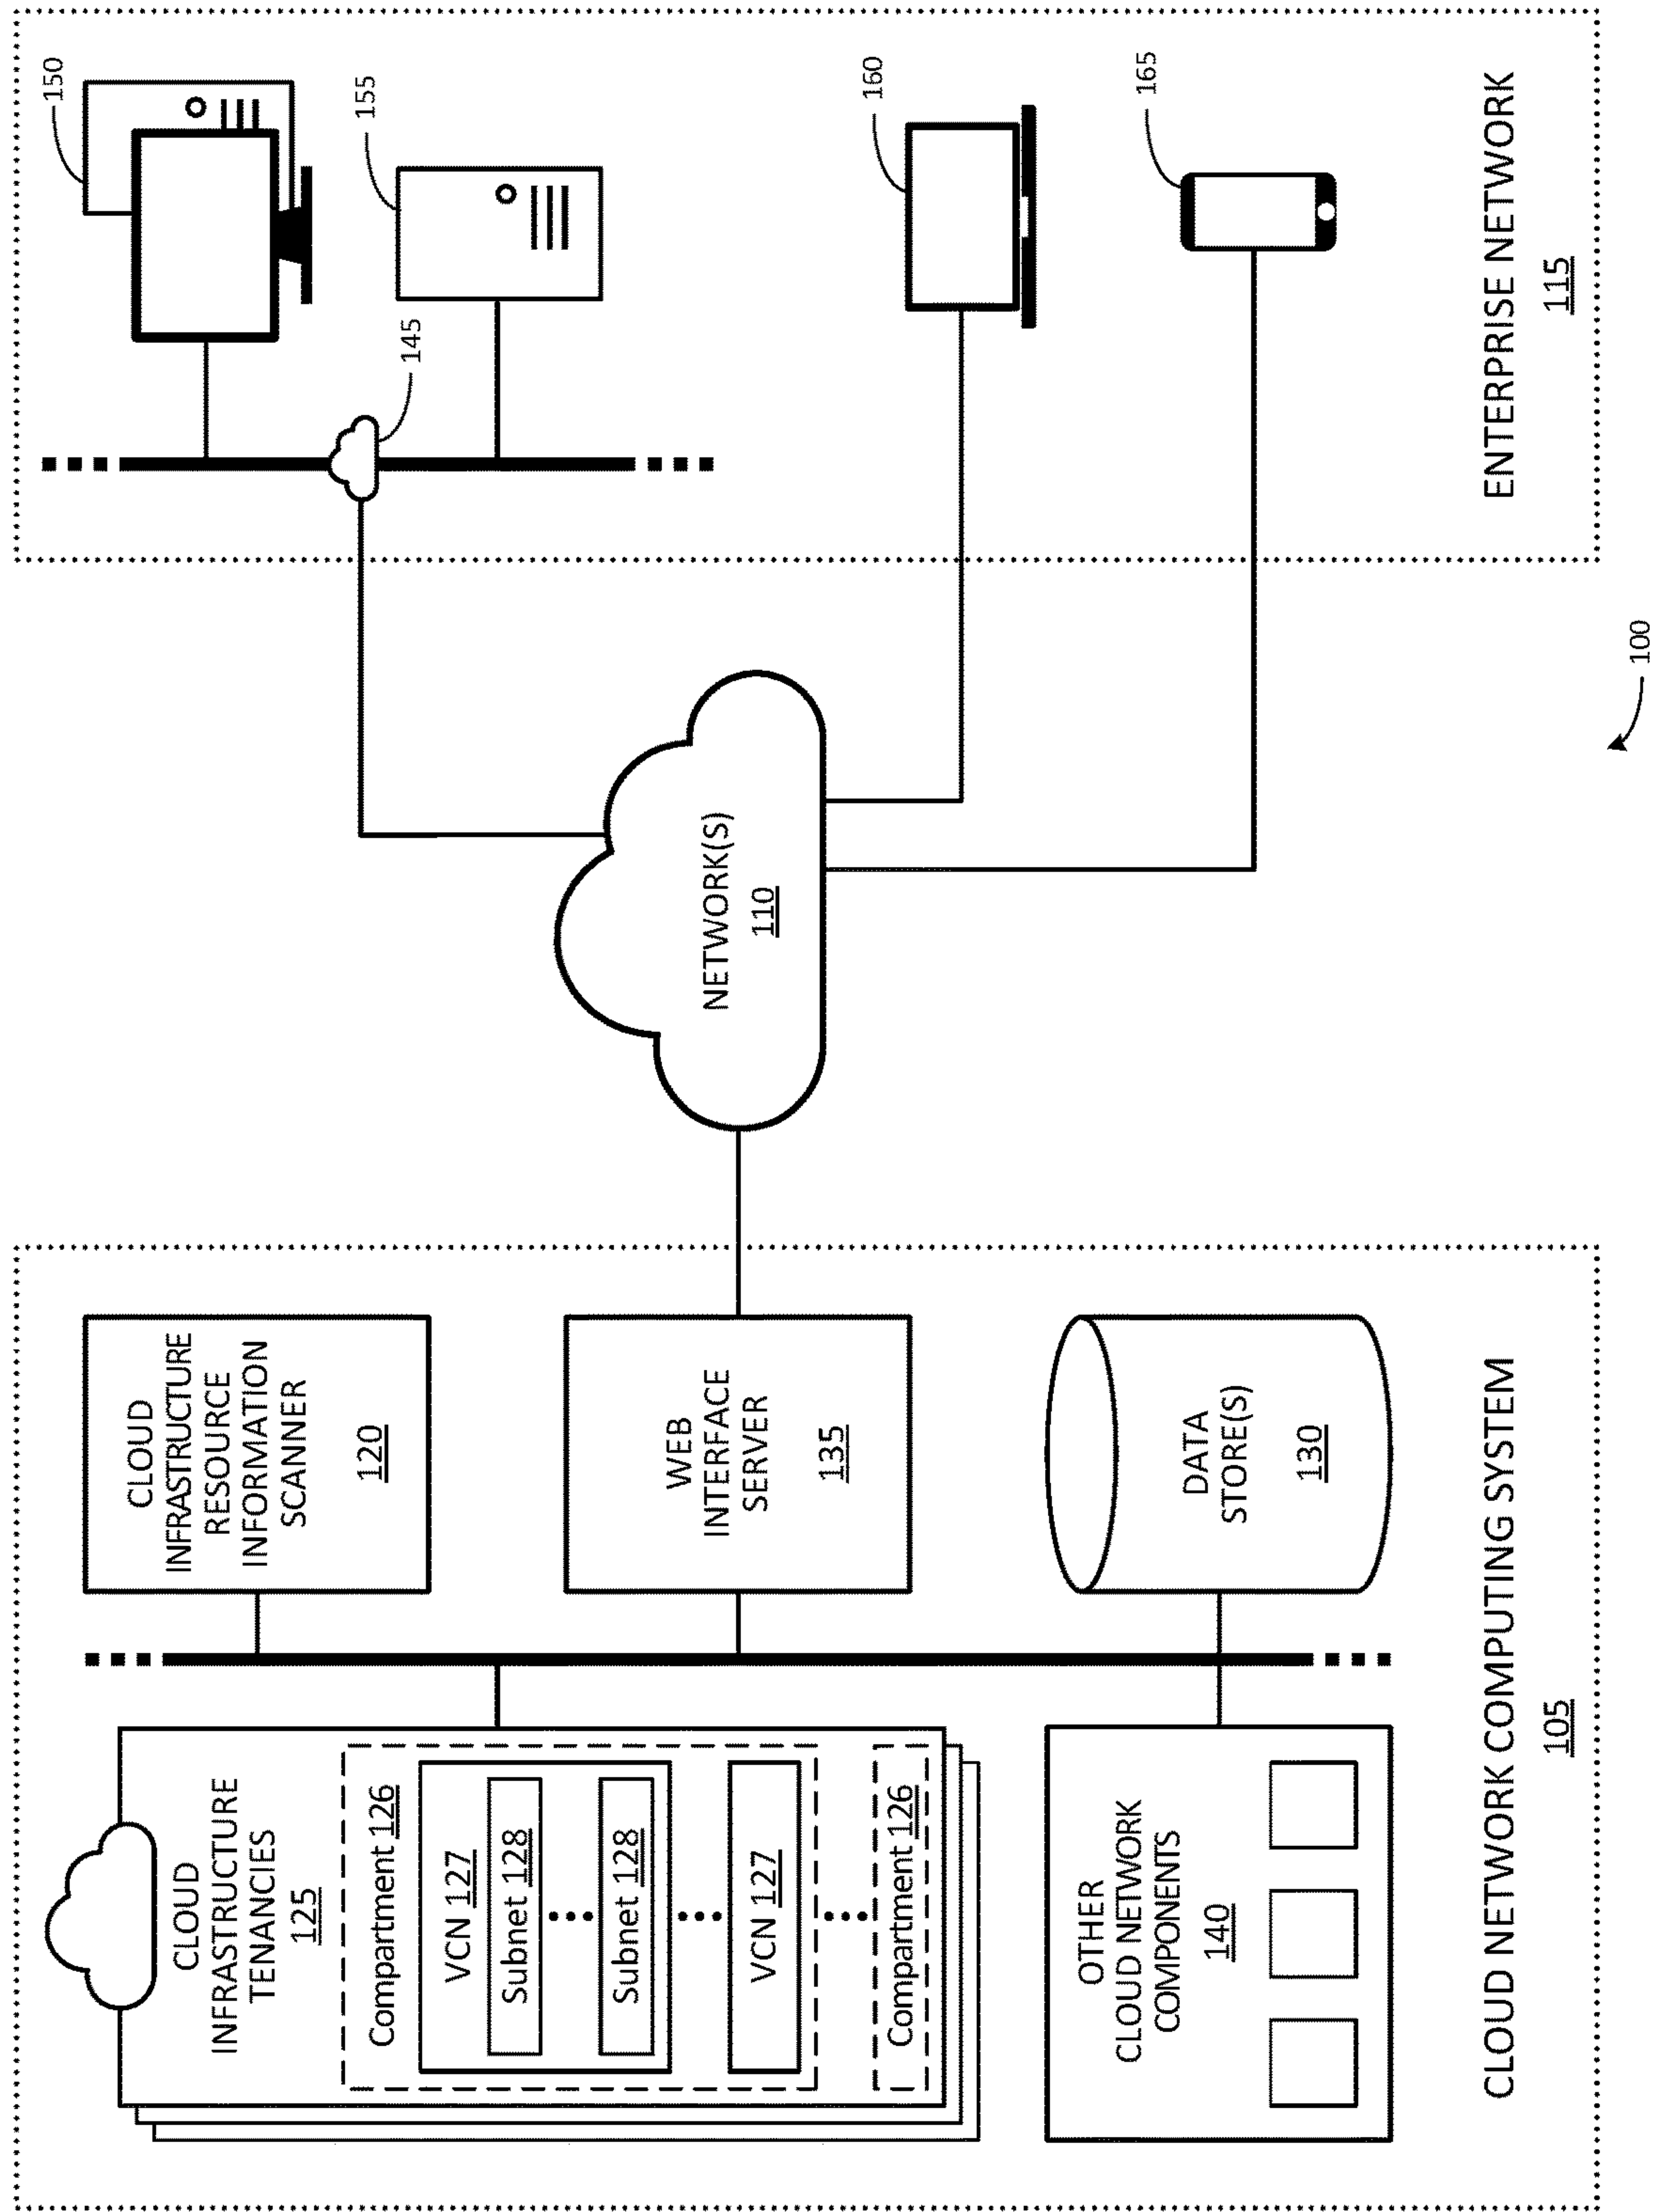 CLOUD
INFRASTRUCTURE
TENANCIES
125
Compartment 126
VCN 127
Subnet 128
Subnet 128
VCN 127
Compartment 126
OTHER
CLOUD NETWORK
COMPONENTS
140
CLOUD
INFRASTRUCTURE
RESOURCE
INFORMATION
SCANNER
120
WEB
INTERFACE
SERVER
135
DATA
STORE(S)
130
CLOUD NETWORK COMPUTING SYSTEM
105
NETWORK(S)
110
145
150
155
160
165
ENTERPRISE NETWORK
115
100